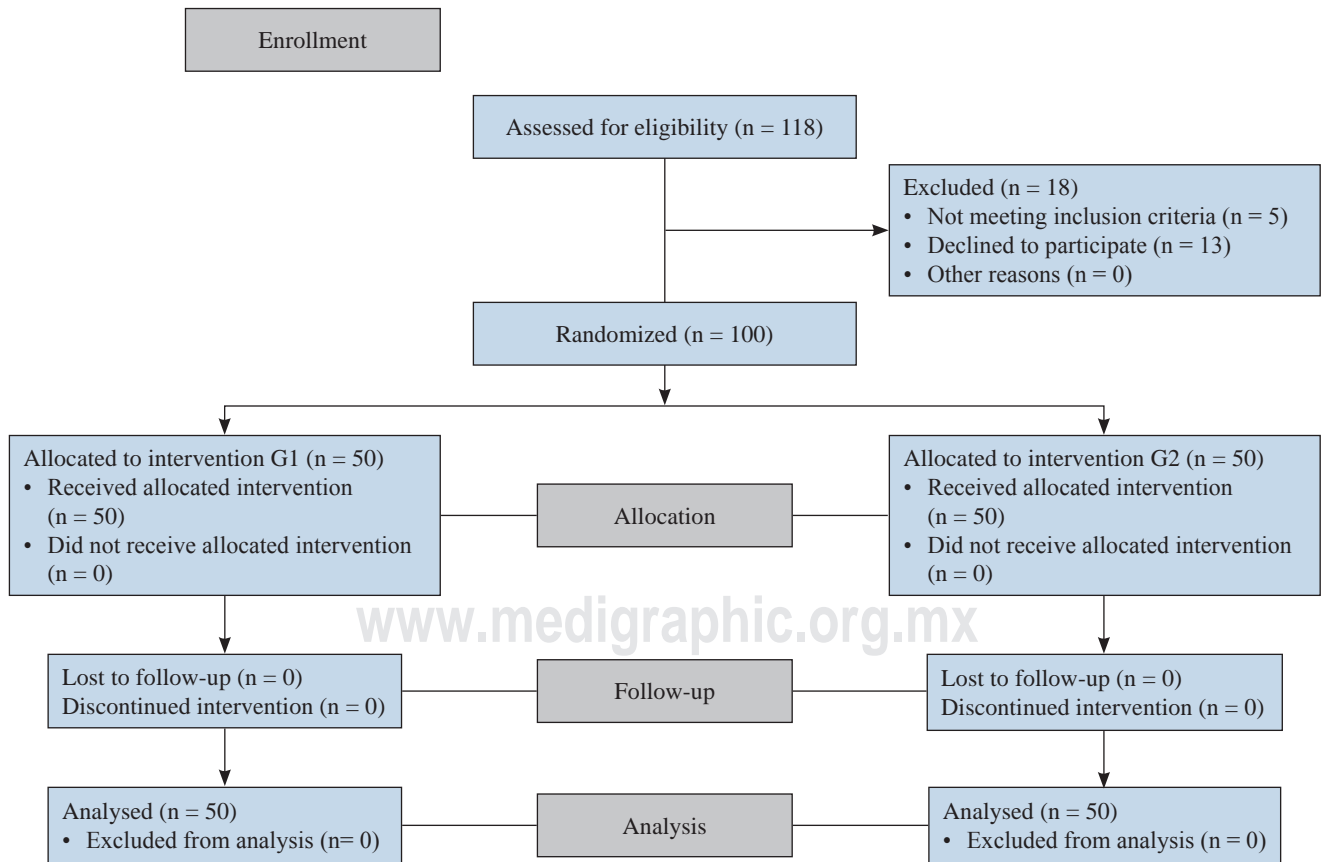 Enrollment
Assessed for eligibility (n = 118)
Excluded (n = 18)
• Not meeting inclusion criteria (n = 5)
• Declined to participate (n = 13)
• Other reasons (n = 0)
Randomized (n = 100)
Allocated to intervention G1 (n = 50)
• Received allocated intervention
(n = 50)
• Did not receive allocated intervention
(n = 0)
Allocation
Allocated to intervention G2 (n = 50)
• Received allocated intervention
(n = 50)
• Did not receive allocated intervention
(n = 0)
www.medigraphic.org.mx
Lost to follow-up (n = 0)
Discontinued intervention (n = 0)
Follow-up
Lost to follow-up (n = 0)
Discontinued intervention (n = 0)
Analysed (n = 50)
• Excluded from analysis (n= 0)
Analysis
Analysed (n = 50)
• Excluded from analysis (n = 0)